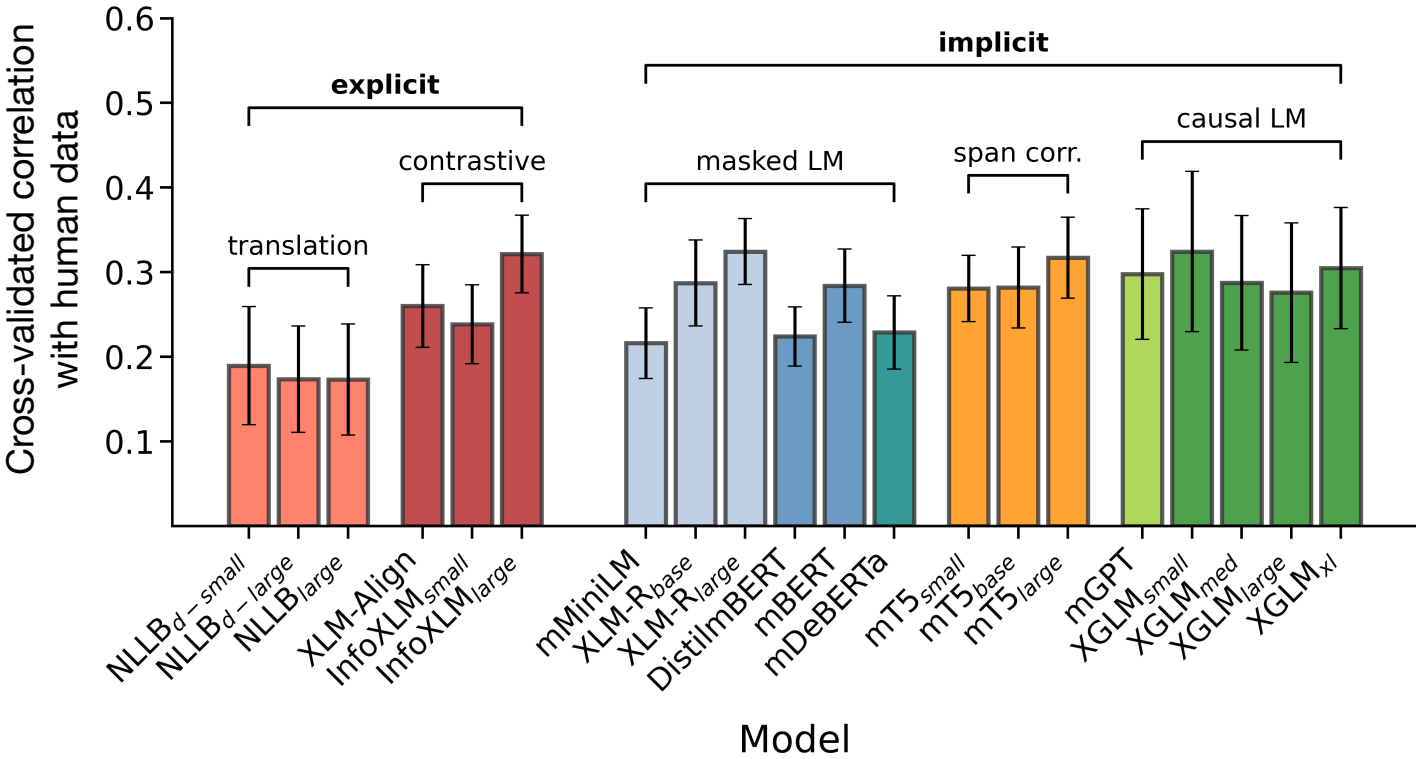 Cross-validated correlation
with human data
0.6
0.5
0.4
0.3
0.2
0.1
explicit
implicit
translation
contrastive
masked LM
span corr.
causal LM
NLLBd−small
NLLBd−large
NLLBlarge
XLM-Align
InfoXLMsmall
InfoXLMlarge
mMiniLM
XLM-Rbase
XLM-Rlarge
DistilmBERT
mBERT
mDeBERTa
mT5small
mT5base
mT5large
mGPT
XGLMsmall
XGLMmed
XGLMlarge
XGLMxl
Model